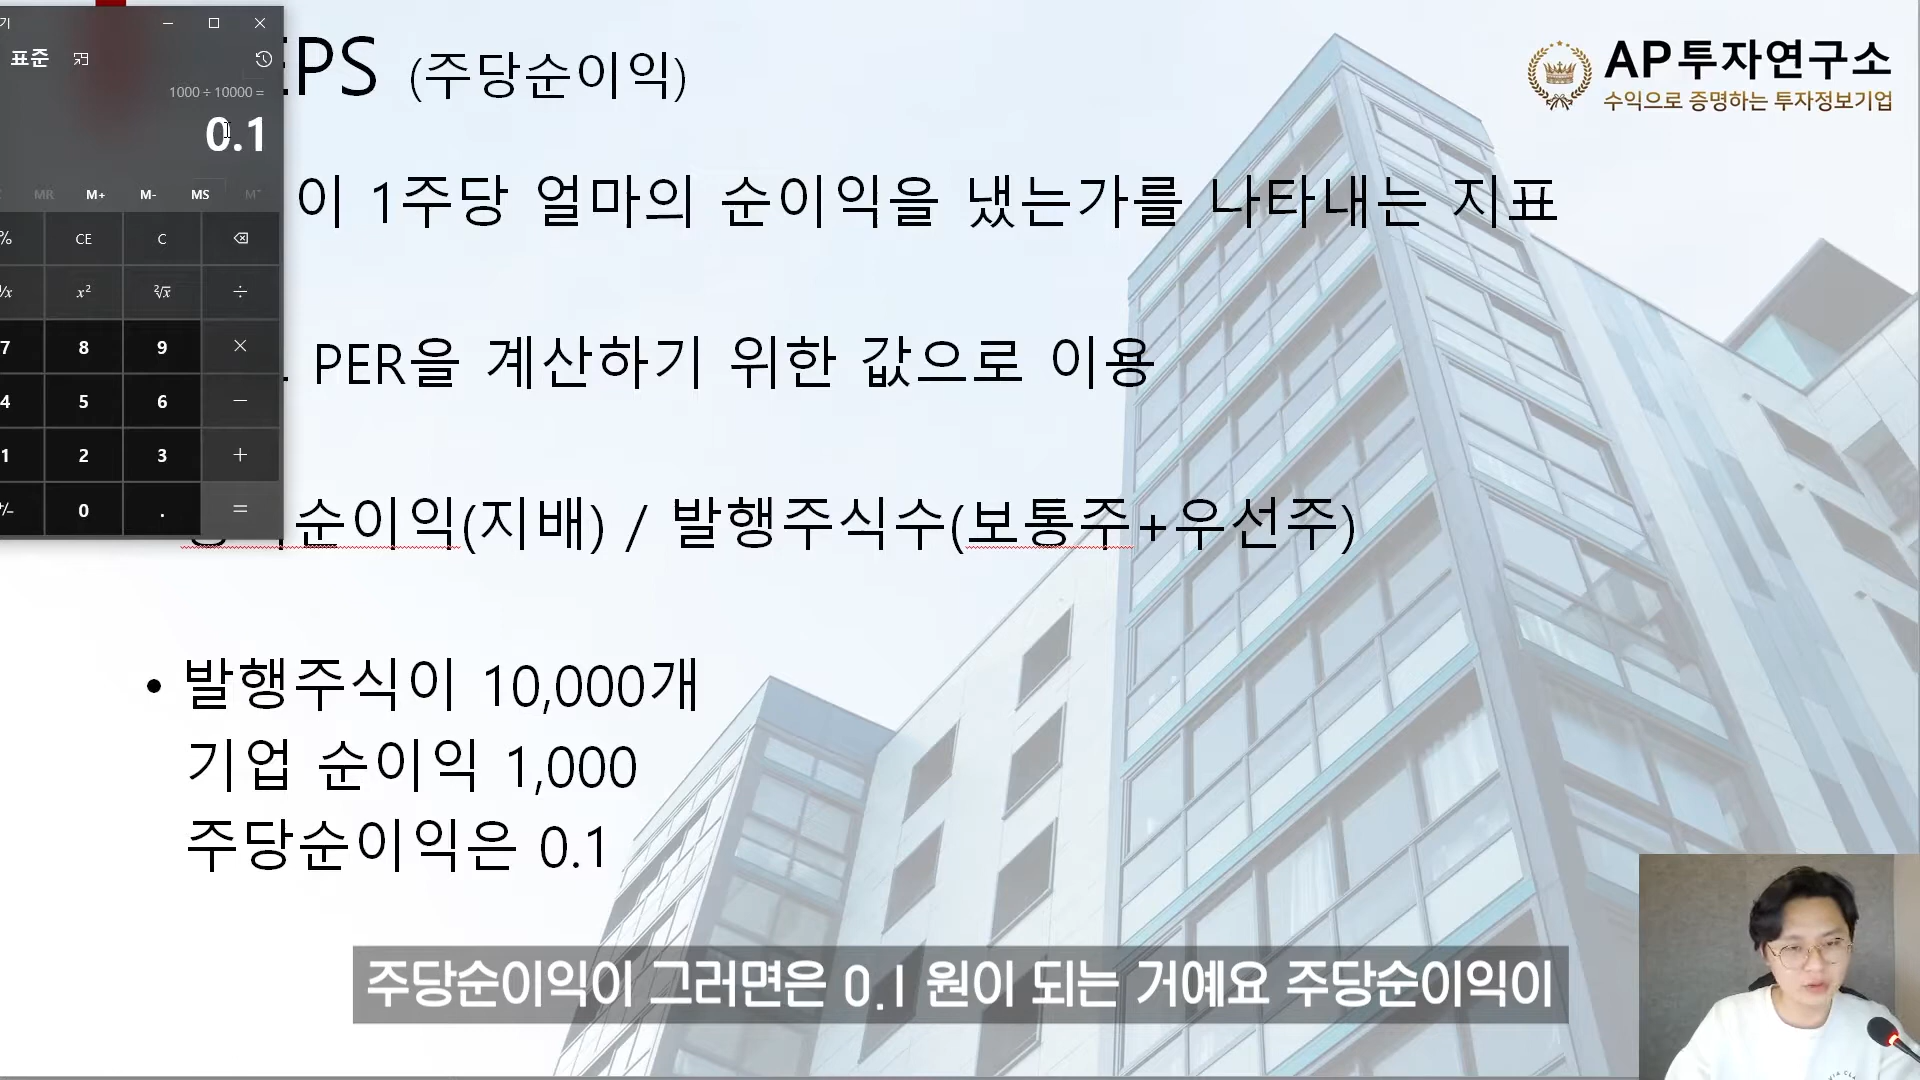 표준
1000 ÷ 10000 =
0.1
MR M+ M- MS
% CE C
x² ²√x ÷
7 8 9 ×
4 5 6 −
1 2 3 +
+/− 0 . =
EPS (주당순이익)
AP투자연구소
수익으로 증명하는 투자정보기업
이 1주당 얼마의 순이익을 냈는가를 나타내는 지표
PER을 계산하기 위한 값으로 이용
순이익(지배) / 발행주식수(보통주+우선주)
• 발행주식이 10,000개
기업 순이익 1,000
주당순이익은 0.1
주당순이익이 그러면은 0.1 원이 되는 거예요 주당순이익이